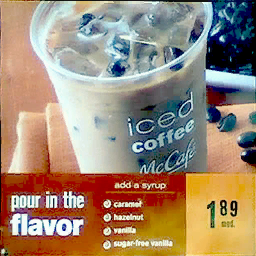 iced
coffee
McCafé
add a syrup
pour in the
flavor
caramel
hazelnut
vanilla
sugar-free vanilla
1 89
med.